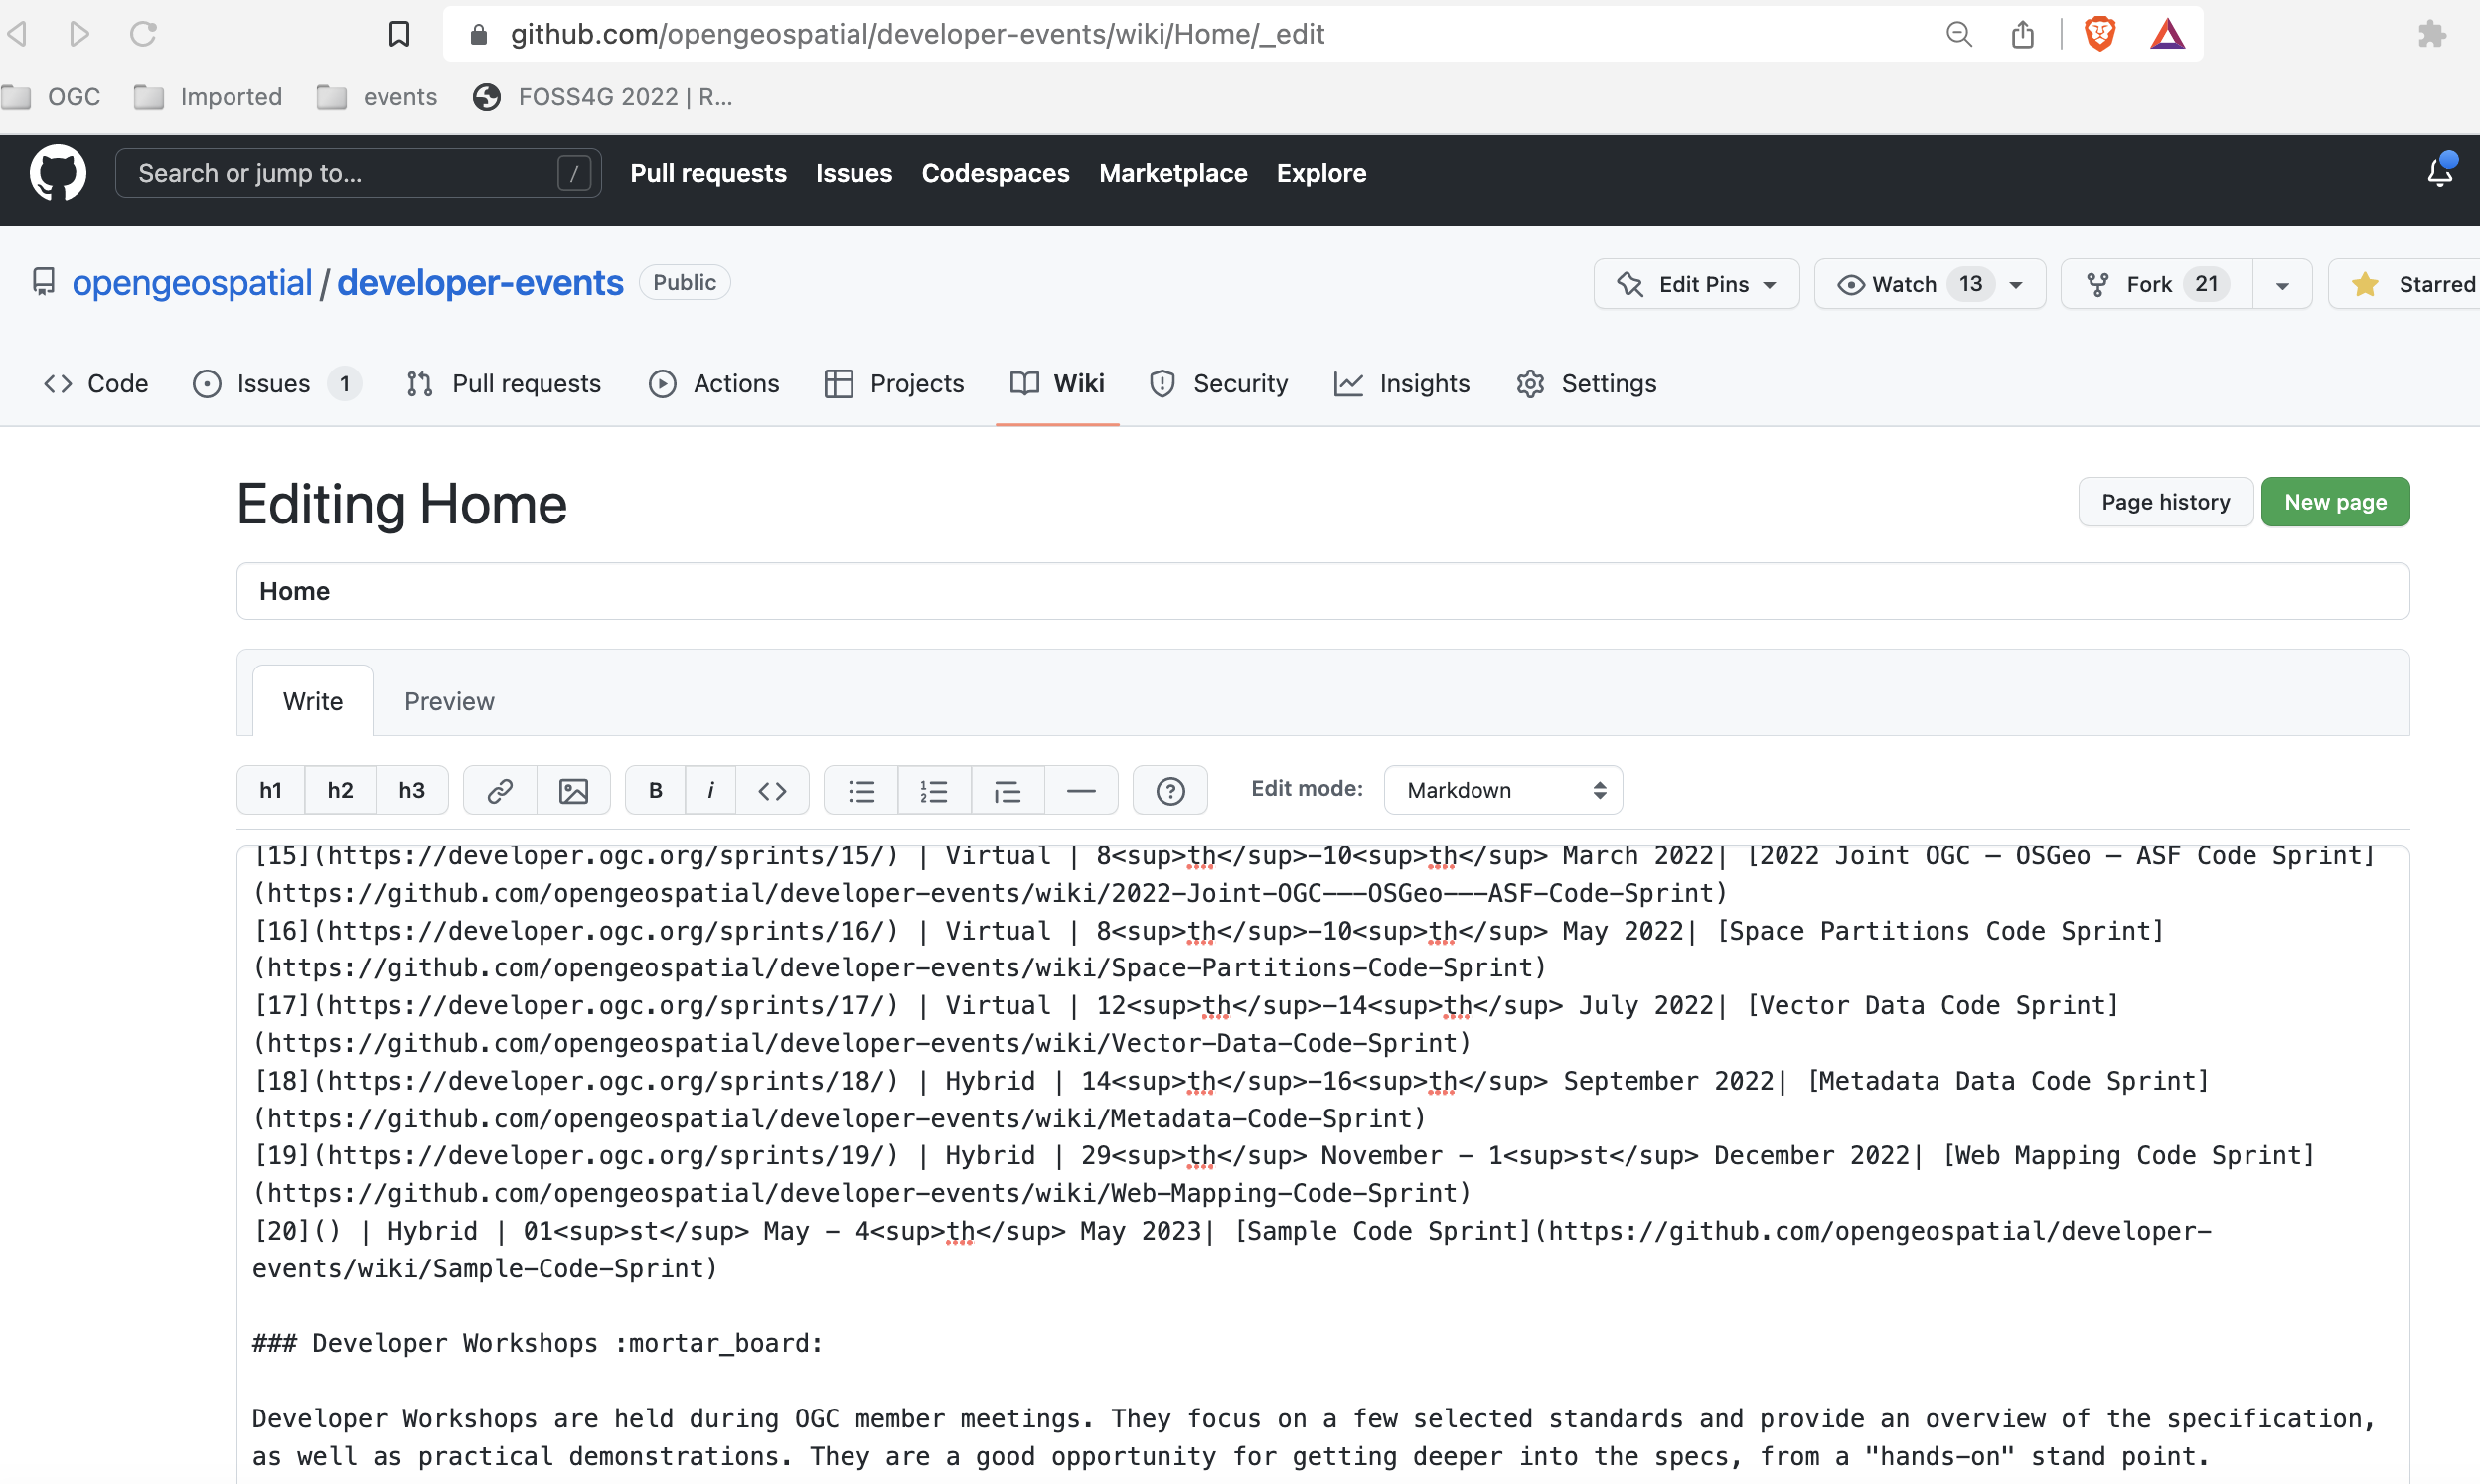 github.com/opengeospatial/developer-events/wiki/Home/_edit
OGC
Imported
events
FOSS4G 2022 | R...
Search or jump to...
/
Pull requests
Issues
Codespaces
Marketplace
Explore
opengeospatial / developer-events
Public
Edit Pins
Watch 13
Fork 21
Starred
Code
Issues 1
Pull requests
Actions
Projects
Wiki
Security
Insights
Settings
Editing Home
Page history
New page
Home
Write
Preview
h1 h2 h3
B i <>
Edit mode:
Markdown
[15](https://developer.ogc.org/sprints/15/) | Virtual | 8<sup>th</sup>-10<sup>th</sup> March 2022| [2022 Joint OGC – OSGeo – ASF Code Sprint]
(https://github.com/opengeospatial/developer-events/wiki/2022-Joint-OGC---OSGeo---ASF-Code-Sprint)
[16](https://developer.ogc.org/sprints/16/) | Virtual | 8<sup>th</sup>-10<sup>th</sup> May 2022| [Space Partitions Code Sprint]
(https://github.com/opengeospatial/developer-events/wiki/Space-Partitions-Code-Sprint)
[17](https://developer.ogc.org/sprints/17/) | Virtual | 12<sup>th</sup>-14<sup>th</sup> July 2022| [Vector Data Code Sprint]
(https://github.com/opengeospatial/developer-events/wiki/Vector-Data-Code-Sprint)
[18](https://developer.ogc.org/sprints/18/) | Hybrid | 14<sup>th</sup>-16<sup>th</sup> September 2022| [Metadata Data Code Sprint]
(https://github.com/opengeospatial/developer-events/wiki/Metadata-Code-Sprint)
[19](https://developer.ogc.org/sprints/19/) | Hybrid | 29<sup>th</sup> November - 1<sup>st</sup> December 2022| [Web Mapping Code Sprint]
(https://github.com/opengeospatial/developer-events/wiki/Web-Mapping-Code-Sprint)
[20]() | Hybrid | 01<sup>st</sup> May - 4<sup>th</sup> May 2023| [Sample Code Sprint](https://github.com/opengeospatial/developer-
events/wiki/Sample-Code-Sprint)
### Developer Workshops :mortar_board:
Developer Workshops are held during OGC member meetings. They focus on a few selected standards and provide an overview of the specification,
as well as practical demonstrations. They are a good opportunity for getting deeper into the specs, from a "hands-on" stand point.